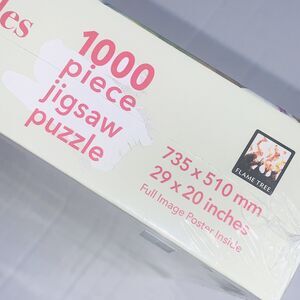 les
1000
piece
jigsaw
puzzle
735 x 510 mm
29 x 20 inches
Full Image Poster Inside
FLAME TREE